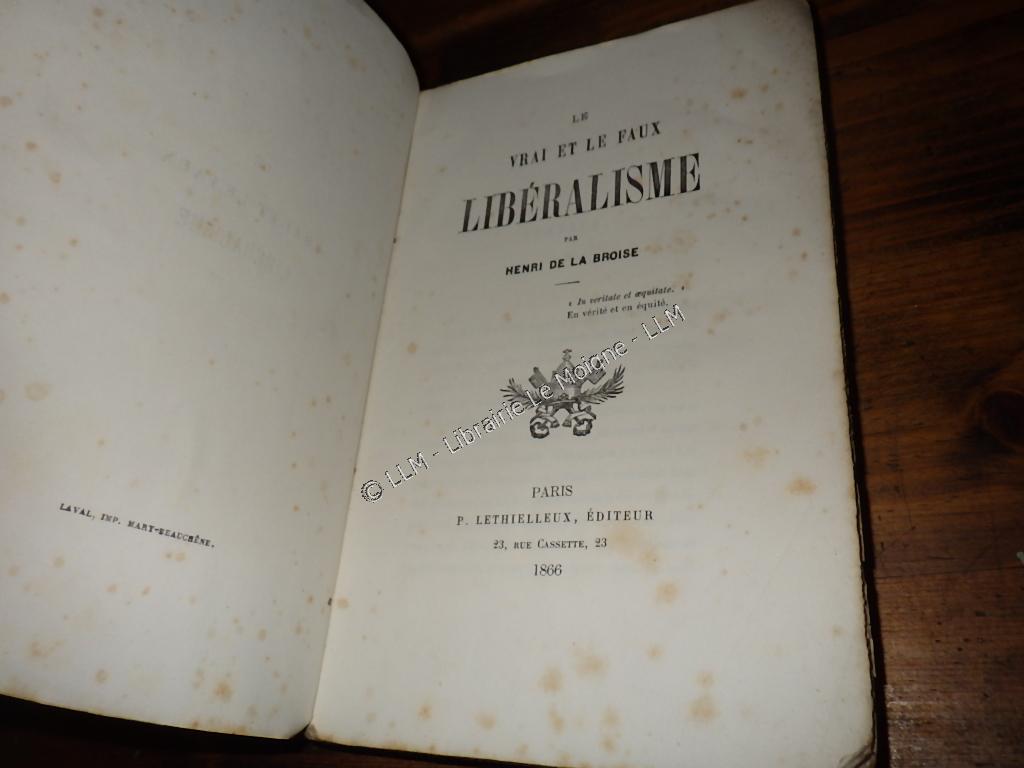 LAVAL, IMP. MARY-BEAUCHÊNE.
LE
VRAI ET LE FAUX
LIBÉRALISME
PAR
HENRI DE LA BROISE
« In veritate et æquitate. »
En vérité et en équité.
© LLM - Librairie Le Moigne - LLM
PARIS
P. LETHIELLEUX, ÉDITEUR
23, RUE CASSETTE, 23
1866